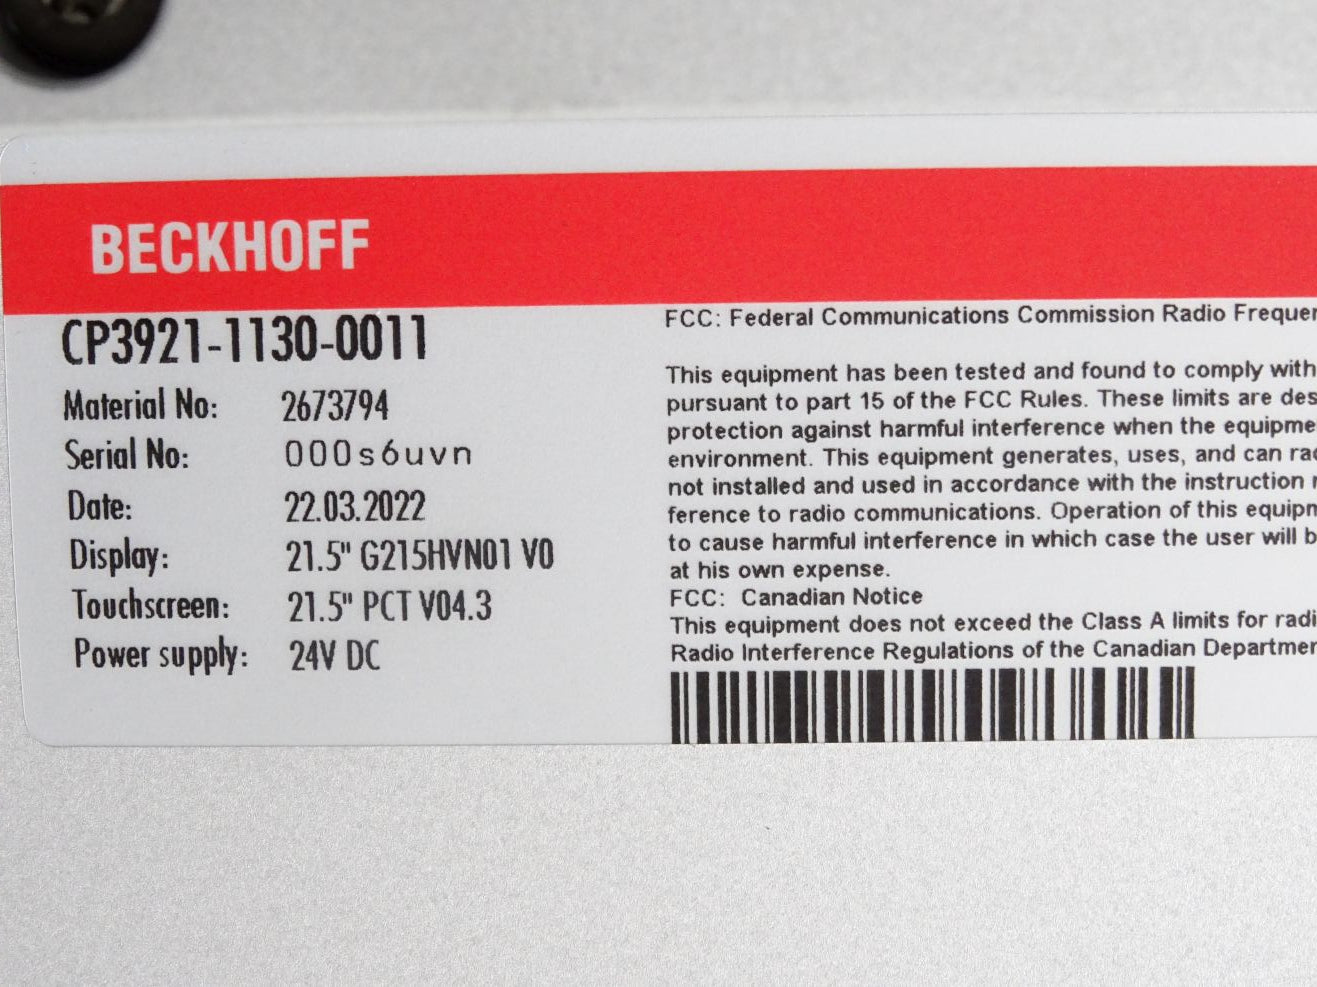 BECKHOFF
CP3921-1130-0011
Material No: 2673794
Serial No: 000s6uvn
Date: 22.03.2022
Display: 21.5" G215HVN01 V0
Touchscreen: 21.5" PCT V04.3
Power supply: 24V DC
FCC: Federal Communications Commission Radio
This equipment has been tested and found to comply with
pursuant to part 15 of the FCC Rules. These limits are
protection against harmful interference when the
environment. This equipment generates, uses, and can
not installed and used in accordance with the instruction
ference to radio communications. Operation of this
to cause harmful interference in which case the user will
at his own expense.
FCC: Canadian Notice
This equipment does not exceed the Class A limits for
Radio Interference Regulations of the Canadian